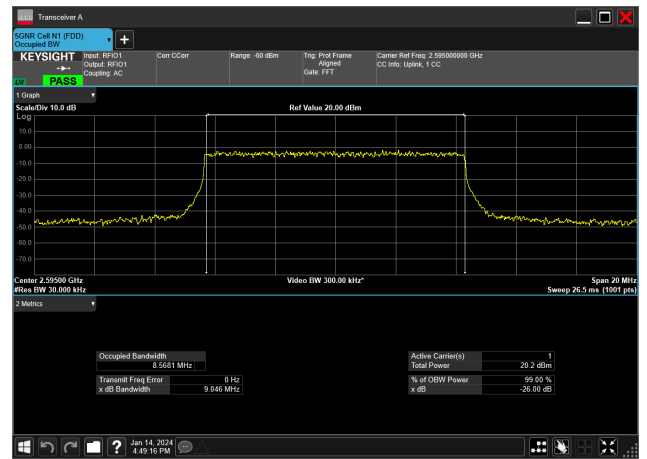 Transceiver A
5GNR Cell N1 (FDD)
Occupied BW
KEYSIGHT
LW PASS
Input: RFIO1
Output: RFIO1
Coupling: AC
Corr CCorr
Range: -60 dBm
Trig: Prot Frame
Aligned
Gate: FFT
Carrier Ref Freq: 2.595000000 GHz
CC Info: Uplink, 1 CC
1 Graph
Scale/Div 10.0 dB
Ref Value 20.00 dBm
Log
10.0
0.00
-10.0
-20.0
-30.0
-40.0
-50.0
-60.0
-70.0
Center 2.59500 GHz
Video BW 300.00 kHz*
Span 20 MHz
#Res BW 30.000 kHz
Sweep 26.5 ms (1001 pts)
2 Metrics
Occupied Bandwidth
8.5681 MHz
Transmit Freq Error 0 Hz
x dB Bandwidth 9.046 MHz
Active Carrier(s) 1
Total Power 20.2 dBm
% of OBW Power 99.00 %
x dB -26.00 dB
Jan 14, 2024
4:49:16 PM